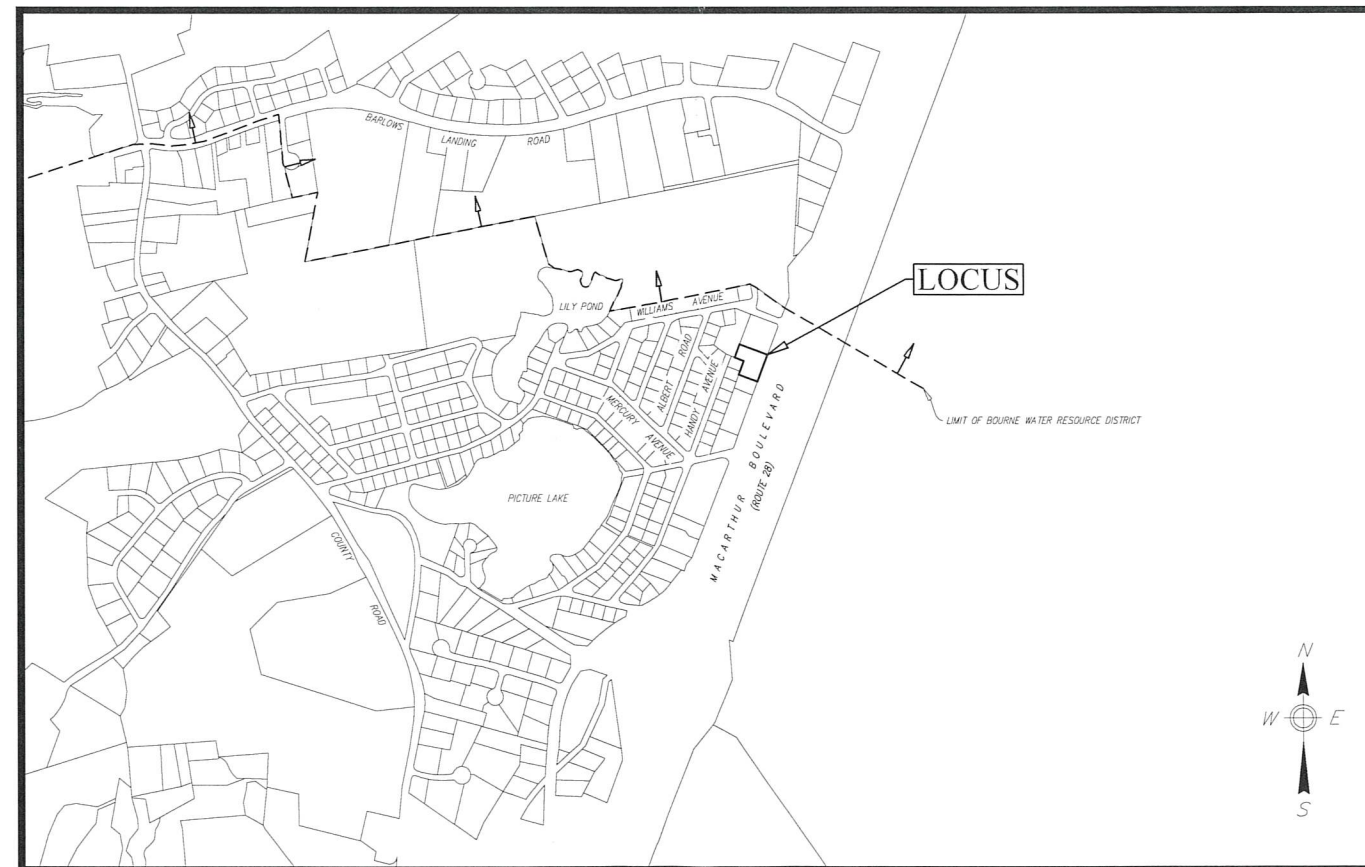 BARLOWS LANDING ROAD
LOCUS
LILY POND
WILLIAMS AVENUE
ALBERT ROAD
HANDY AVENUE
MERCURY AVENUE
LIMIT OF BOURNE WATER RESOURCE DISTRICT
PICTURE LAKE
MACARTHUR BOULEVARD
(ROUTE 28)
COUNTY ROAD
N
W E
S